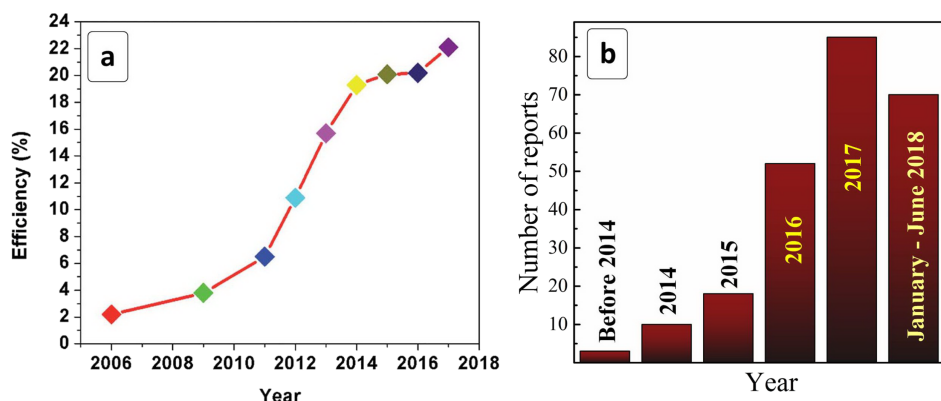 a
24
22
20
18
16
14
12
10
8
6
4
2
0
Efficiency (%)
2006 2008 2010 2012 2014 2016 2018
Year
b
80
70
60
50
40
30
20
10
Number of reports
Before 2014
2014
2015
2016
2017
January - June 2018
Year